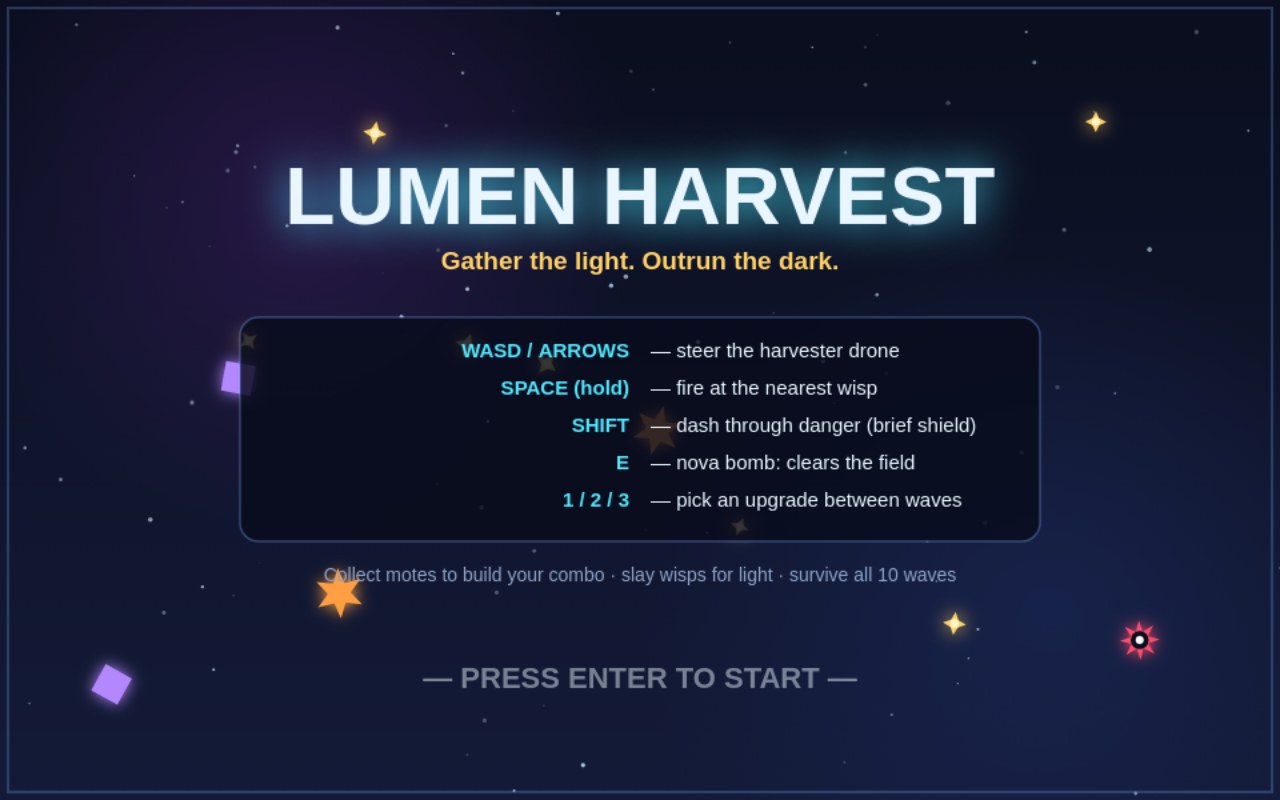 LUMEN HARVEST
Gather the light. Outrun the dark.
WASD / ARROWS — steer the harvester drone
SPACE (hold) — fire at the nearest wisp
SHIFT — dash through danger (brief shield)
E — nova bomb: clears the field
1 / 2 / 3 — pick an upgrade between waves
Collect motes to build your combo · slay wisps for light · survive all 10 waves
— PRESS ENTER TO START —